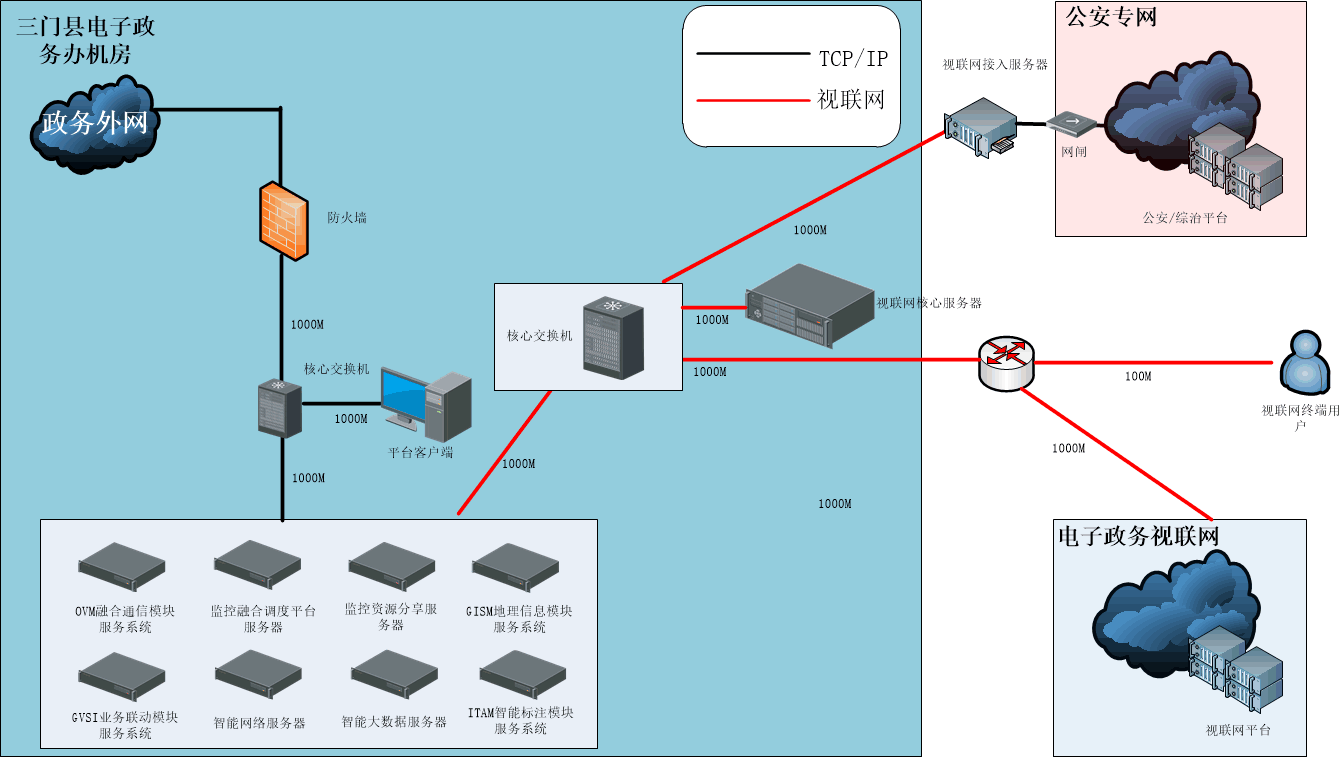 三门县电子政
务办机房
政务外网
防火墙
1000M
核心交换机
1000M
平台客户端
1000M
TCP/IP
视联网
核心交换机
1000M
1000M
视联网核心服务器
1000M
1000M
1000M
视联网接入服务器
网闸
公安专网
公安/综治平台
100M
视联网终端用
户
1000M
电子政务视联网
视联网平台
OVM融合通信模块
服务系统
监控融合调度平台
服务器
监控资源分享服
务器
GISM地理信息模块
服务系统
GVSI业务联动模块
服务系统
智能网络服务器
智能大数据服务器
ITAM智能标注模块
服务系统